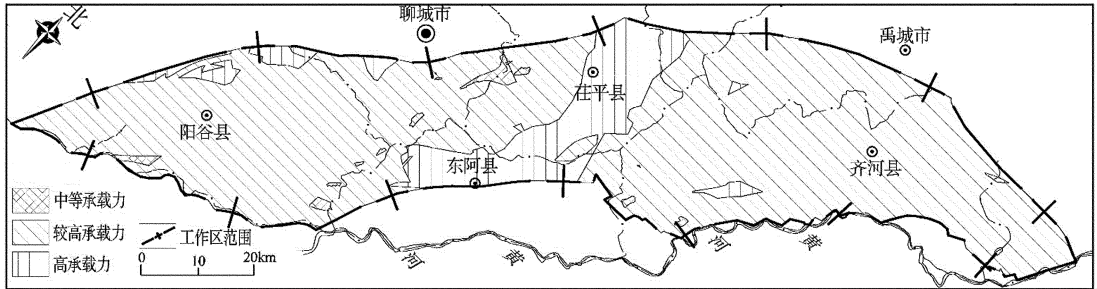 北
聊城市
禹城市
茌平县
阳谷县
齐河县
东阿县
中等承载力
较高承载力
高承载力
工作区范围
0 10 20km
河 黄 河 黄